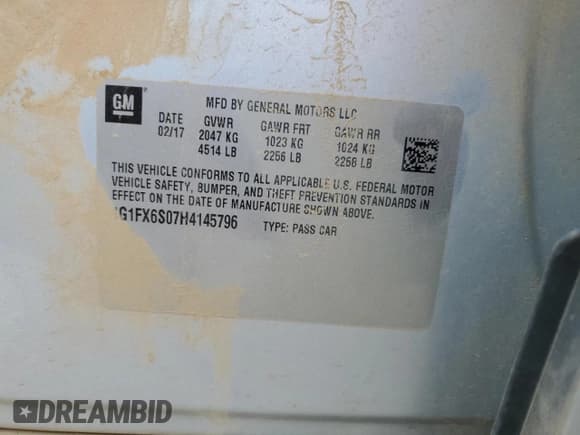 GM
MFD BY GENERAL MOTORS LLC
DATE GVWR GAWR FRT GAWR RR
02/17 2047 KG 1023 KG 1024 KG
4514 LB 2256 LB 2256 LB
THIS VEHICLE CONFORMS TO ALL APPLICABLE U.S. FEDERAL MOTOR
VEHICLE SAFETY, BUMPER, AND THEFT PREVENTION STANDARDS IN
EFFECT ON THE DATE OF MANUFACTURE SHOWN ABOVE.
1G1FX6S07H4145796 TYPE: PASS CAR
DREAMBID